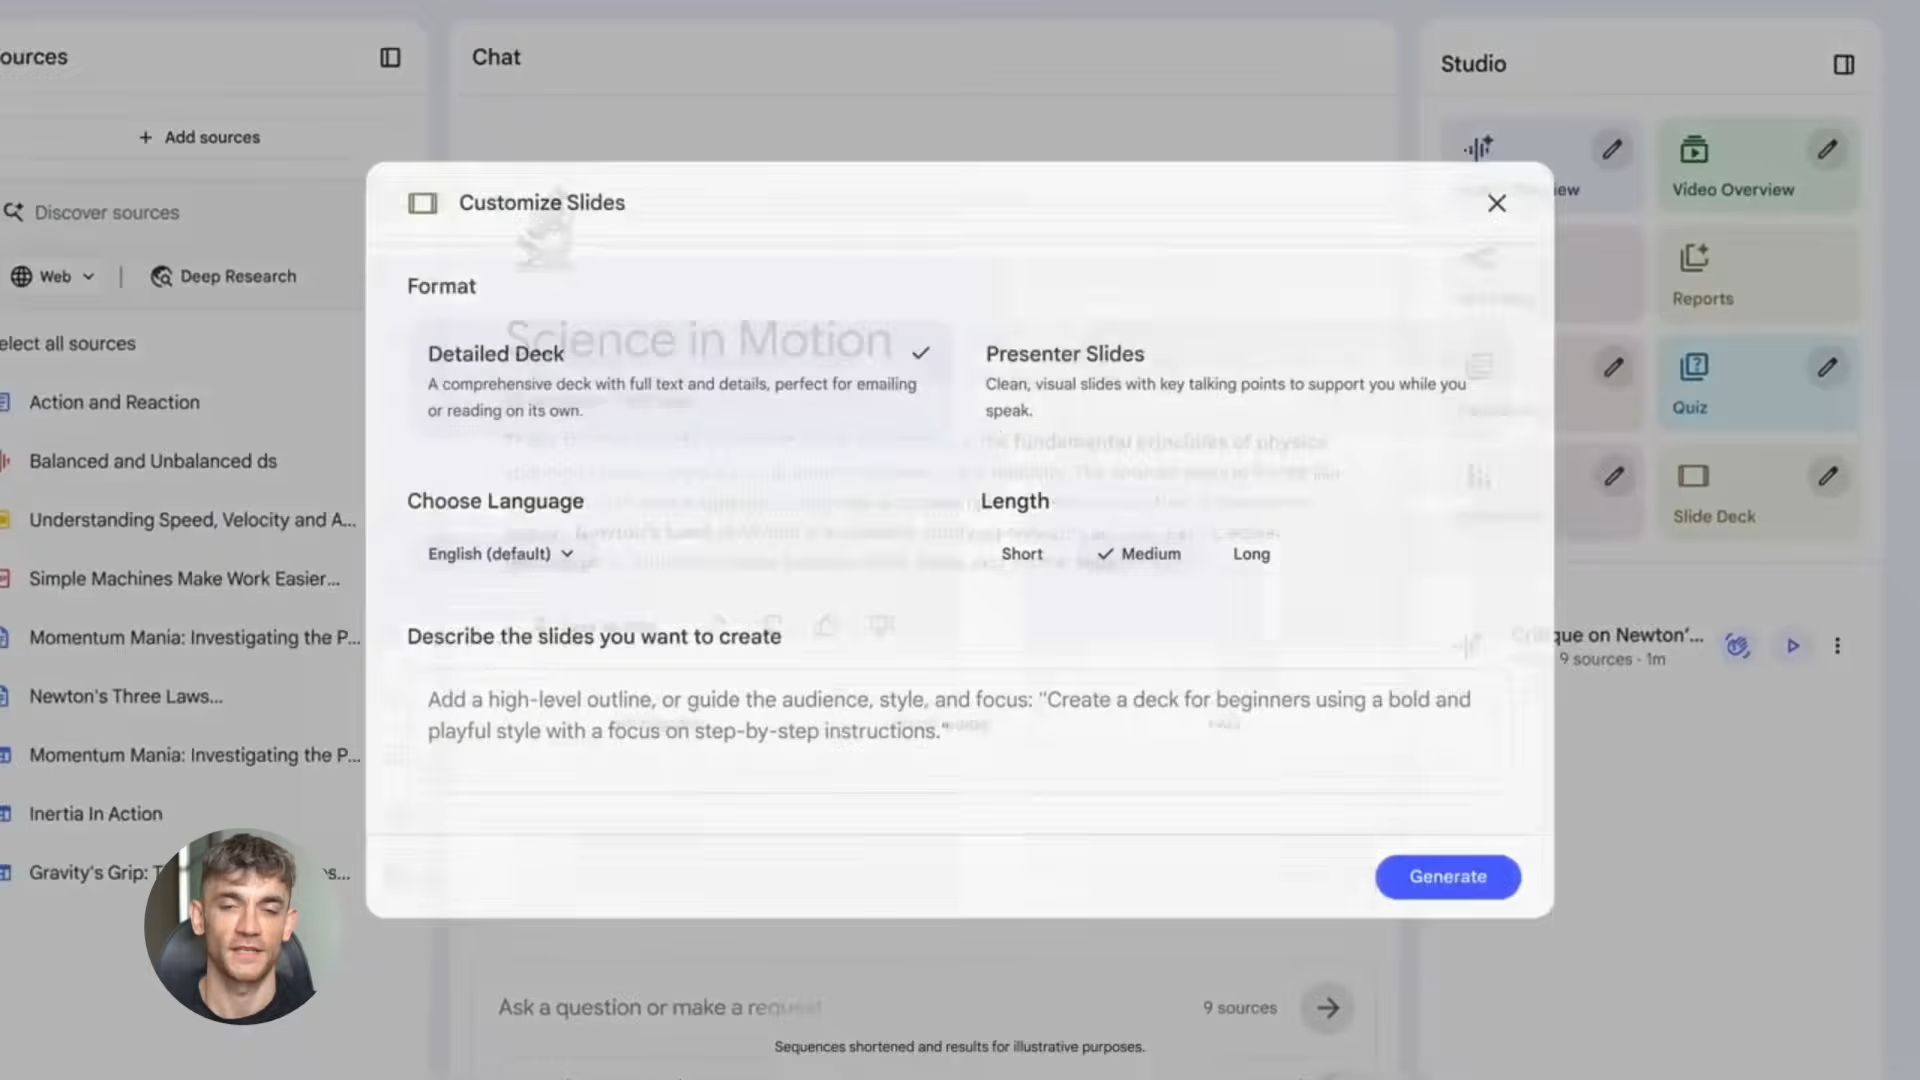 ources
Add sources
Discover sources
Web
Deep Research
elect all sources
Action and Reaction
Balanced and Unbalanced ds
Understanding Speed, Velocity and A...
Simple Machines Make Work Easier...
Momentum Mania: Investigating the P...
Newton's Three Laws...
Momentum Mania: Investigating the P...
Inertia In Action
Gravity's Grip: T s...
Chat
Customize Slides
Format
Science in Motion
Detailed Deck
A comprehensive deck with full text and details, perfect for emailing
or reading on its own.
Presenter Slides
Clean, visual slides with key talking points to support you while you
speak.
the fundamental principles of physics
Choose Language
English (default)
Length
Short
Medium
Long
Describe the slides you want to create
Add a high-level outline, or guide the audience, style, and focus: "Create a deck for beginners using a bold and
playful style with a focus on step-by-step instructions."
Generate
Ask a question or make a request
9 sources
Sequences shortened and results for illustrative purposes.
Studio
iew
Video Overview
Reports
Quiz
Slide Deck
Critique on Newton'...
9 sources · 1m